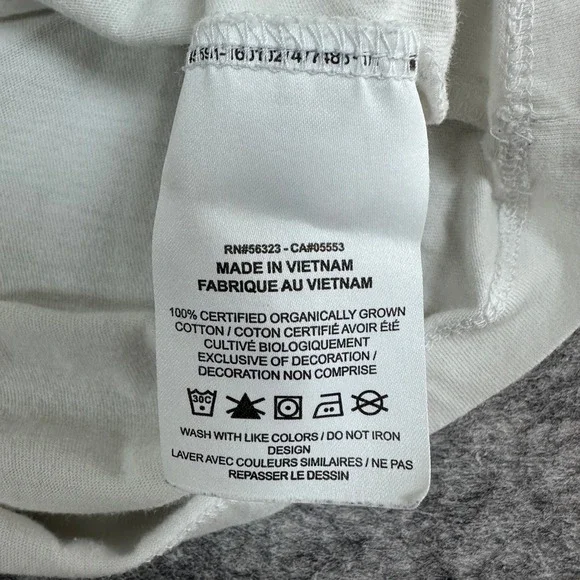 RN#56323 - CA#05553
MADE IN VIETNAM
FABRIQUE AU VIETNAM
100% CERTIFIED ORGANICALLY GROWN
COTTON / COTON CERTIFIÉ AVOIR ÉtÉ
CULTIVÉ BIOLOGIQUEMENT
EXCLUSIVE OF DECORATION /
DECORATION NON COMPRISE
30C
WASH WITH LIKE COLORS / DO NOT IRON
DESIGN
LAVER AVEC COULEURS SIMILAIRES / NE PAS
REPASSER LE DESSIN